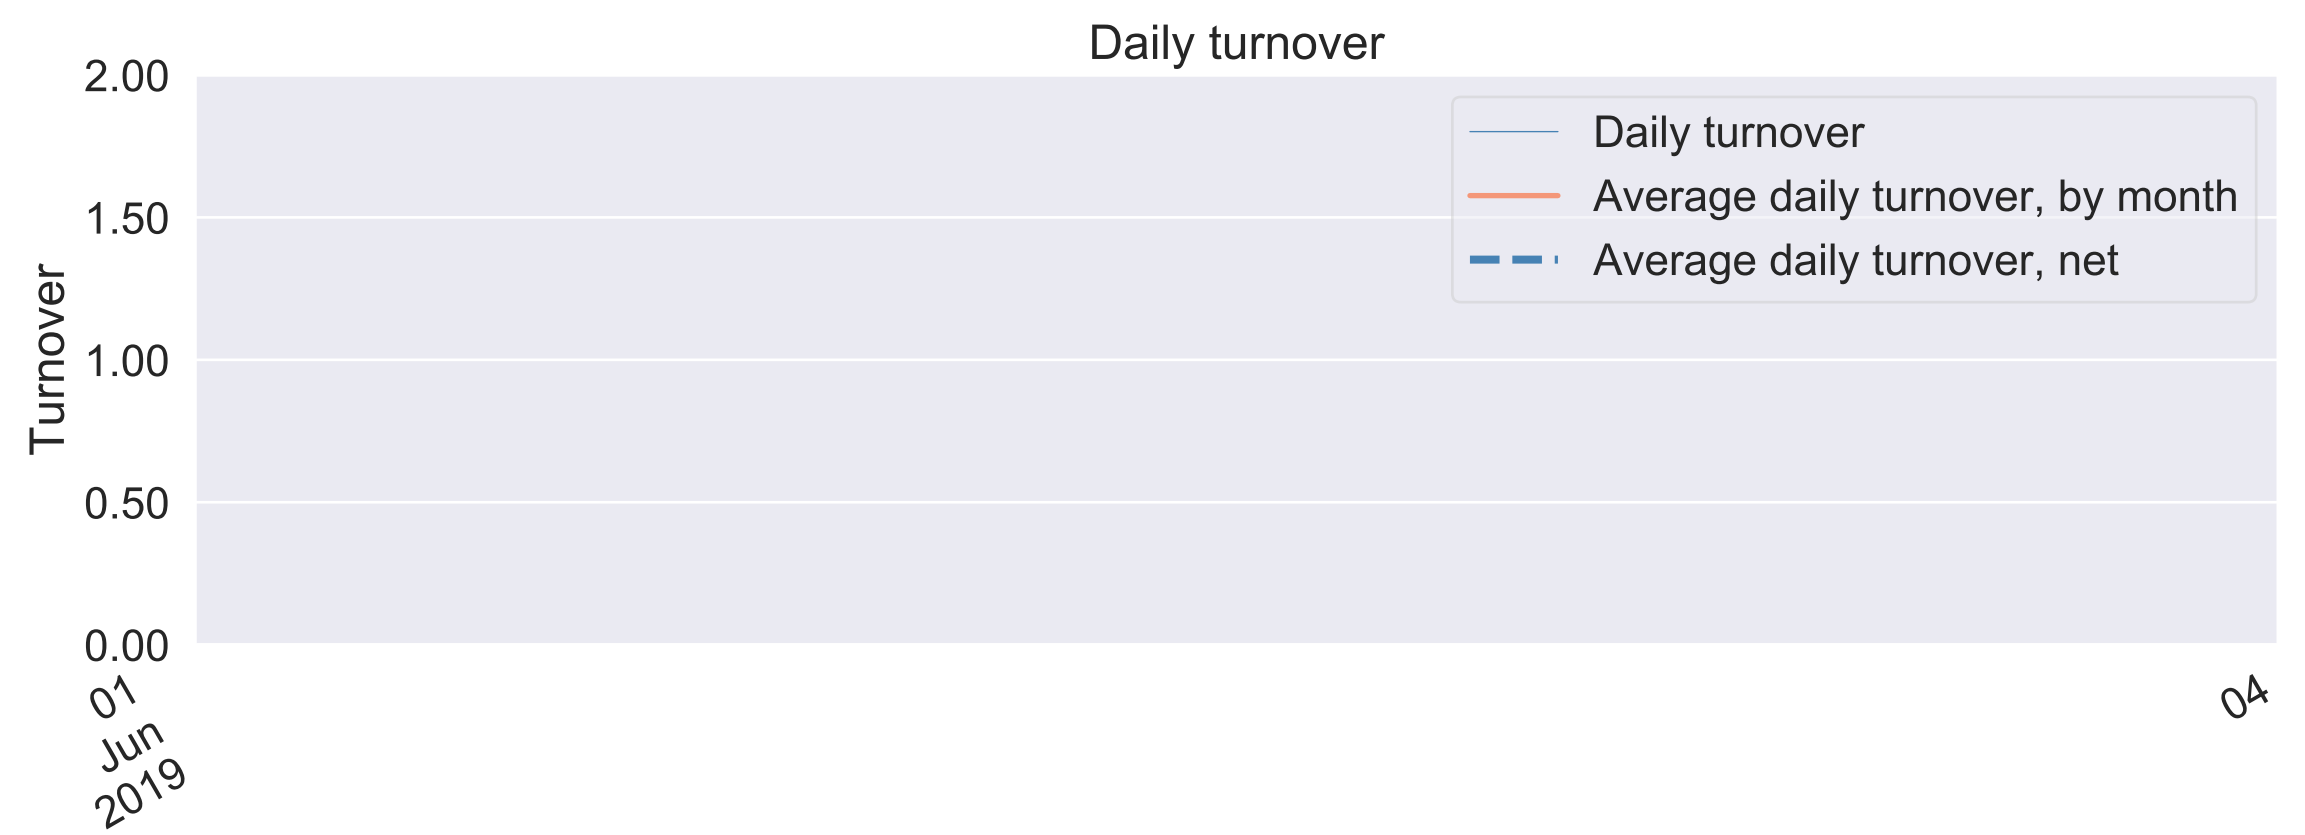 Daily turnover
2.00
1.50
1.00
0.50
0.00
Turnover
Daily turnover
Average daily turnover, by month
Average daily turnover, net
01
Jun
2019
04